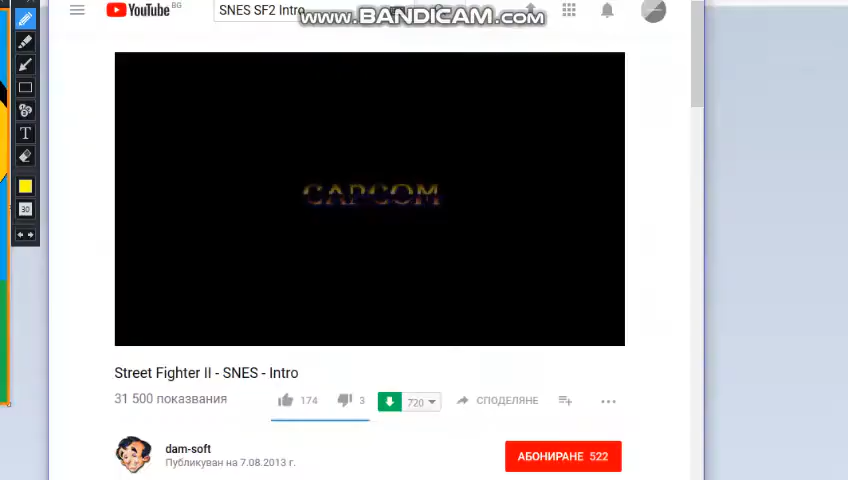 YouTube BG
SNES SF2 Intro
www.BANDICAM.com
T
30
CAPCOM
Street Fighter II - SNES - Intro
31 500 показвания
174
3
720
СПОДЕЛЯНЕ
dam-soft
Публикуван на 7.08.2013 г.
АБОНИРАНЕ 522